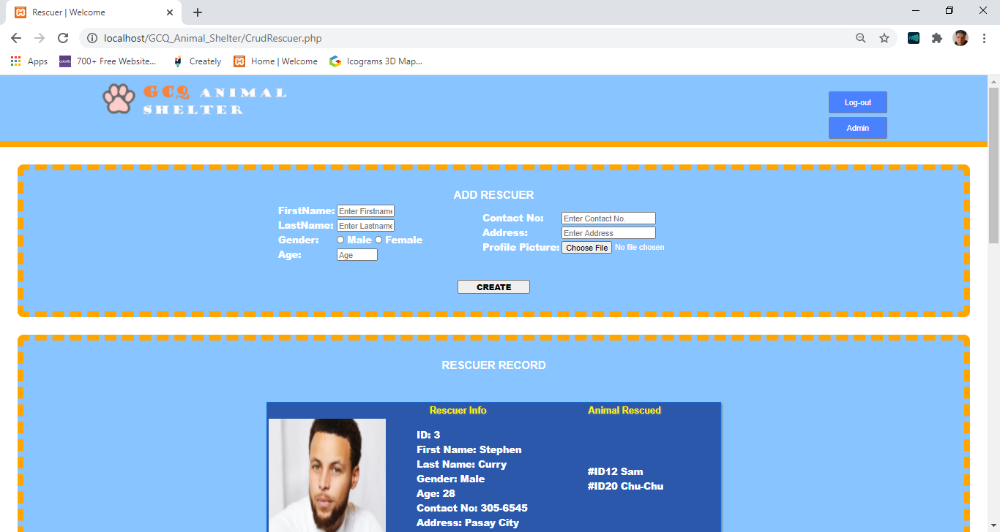 Rescuer | Welcome
localhost/GCQ_Animal_Shelter/CrudRescuer.php
Apps
700+ Free Website...
Creately
Home | Welcome
Icograms 3D Map...
GCQ ANIMAL
SHELTER
Log-out
Admin
ADD RESCUER
FirstName: Enter Firstname
LastName: Enter Lastname
Gender: Male Female
Age: Age
Contact No: Enter Contact No.
Address: Enter Address
Profile Picture: Choose File No file chosen
CREATE
RESCUER RECORD
Rescuer Info
Animal Rescued
ID: 3
First Name: Stephen
Last Name: Curry
Gender: Male
Age: 28
Contact No: 305-6545
Address: Pasay City
#ID12 Sam
#ID20 Chu-Chu